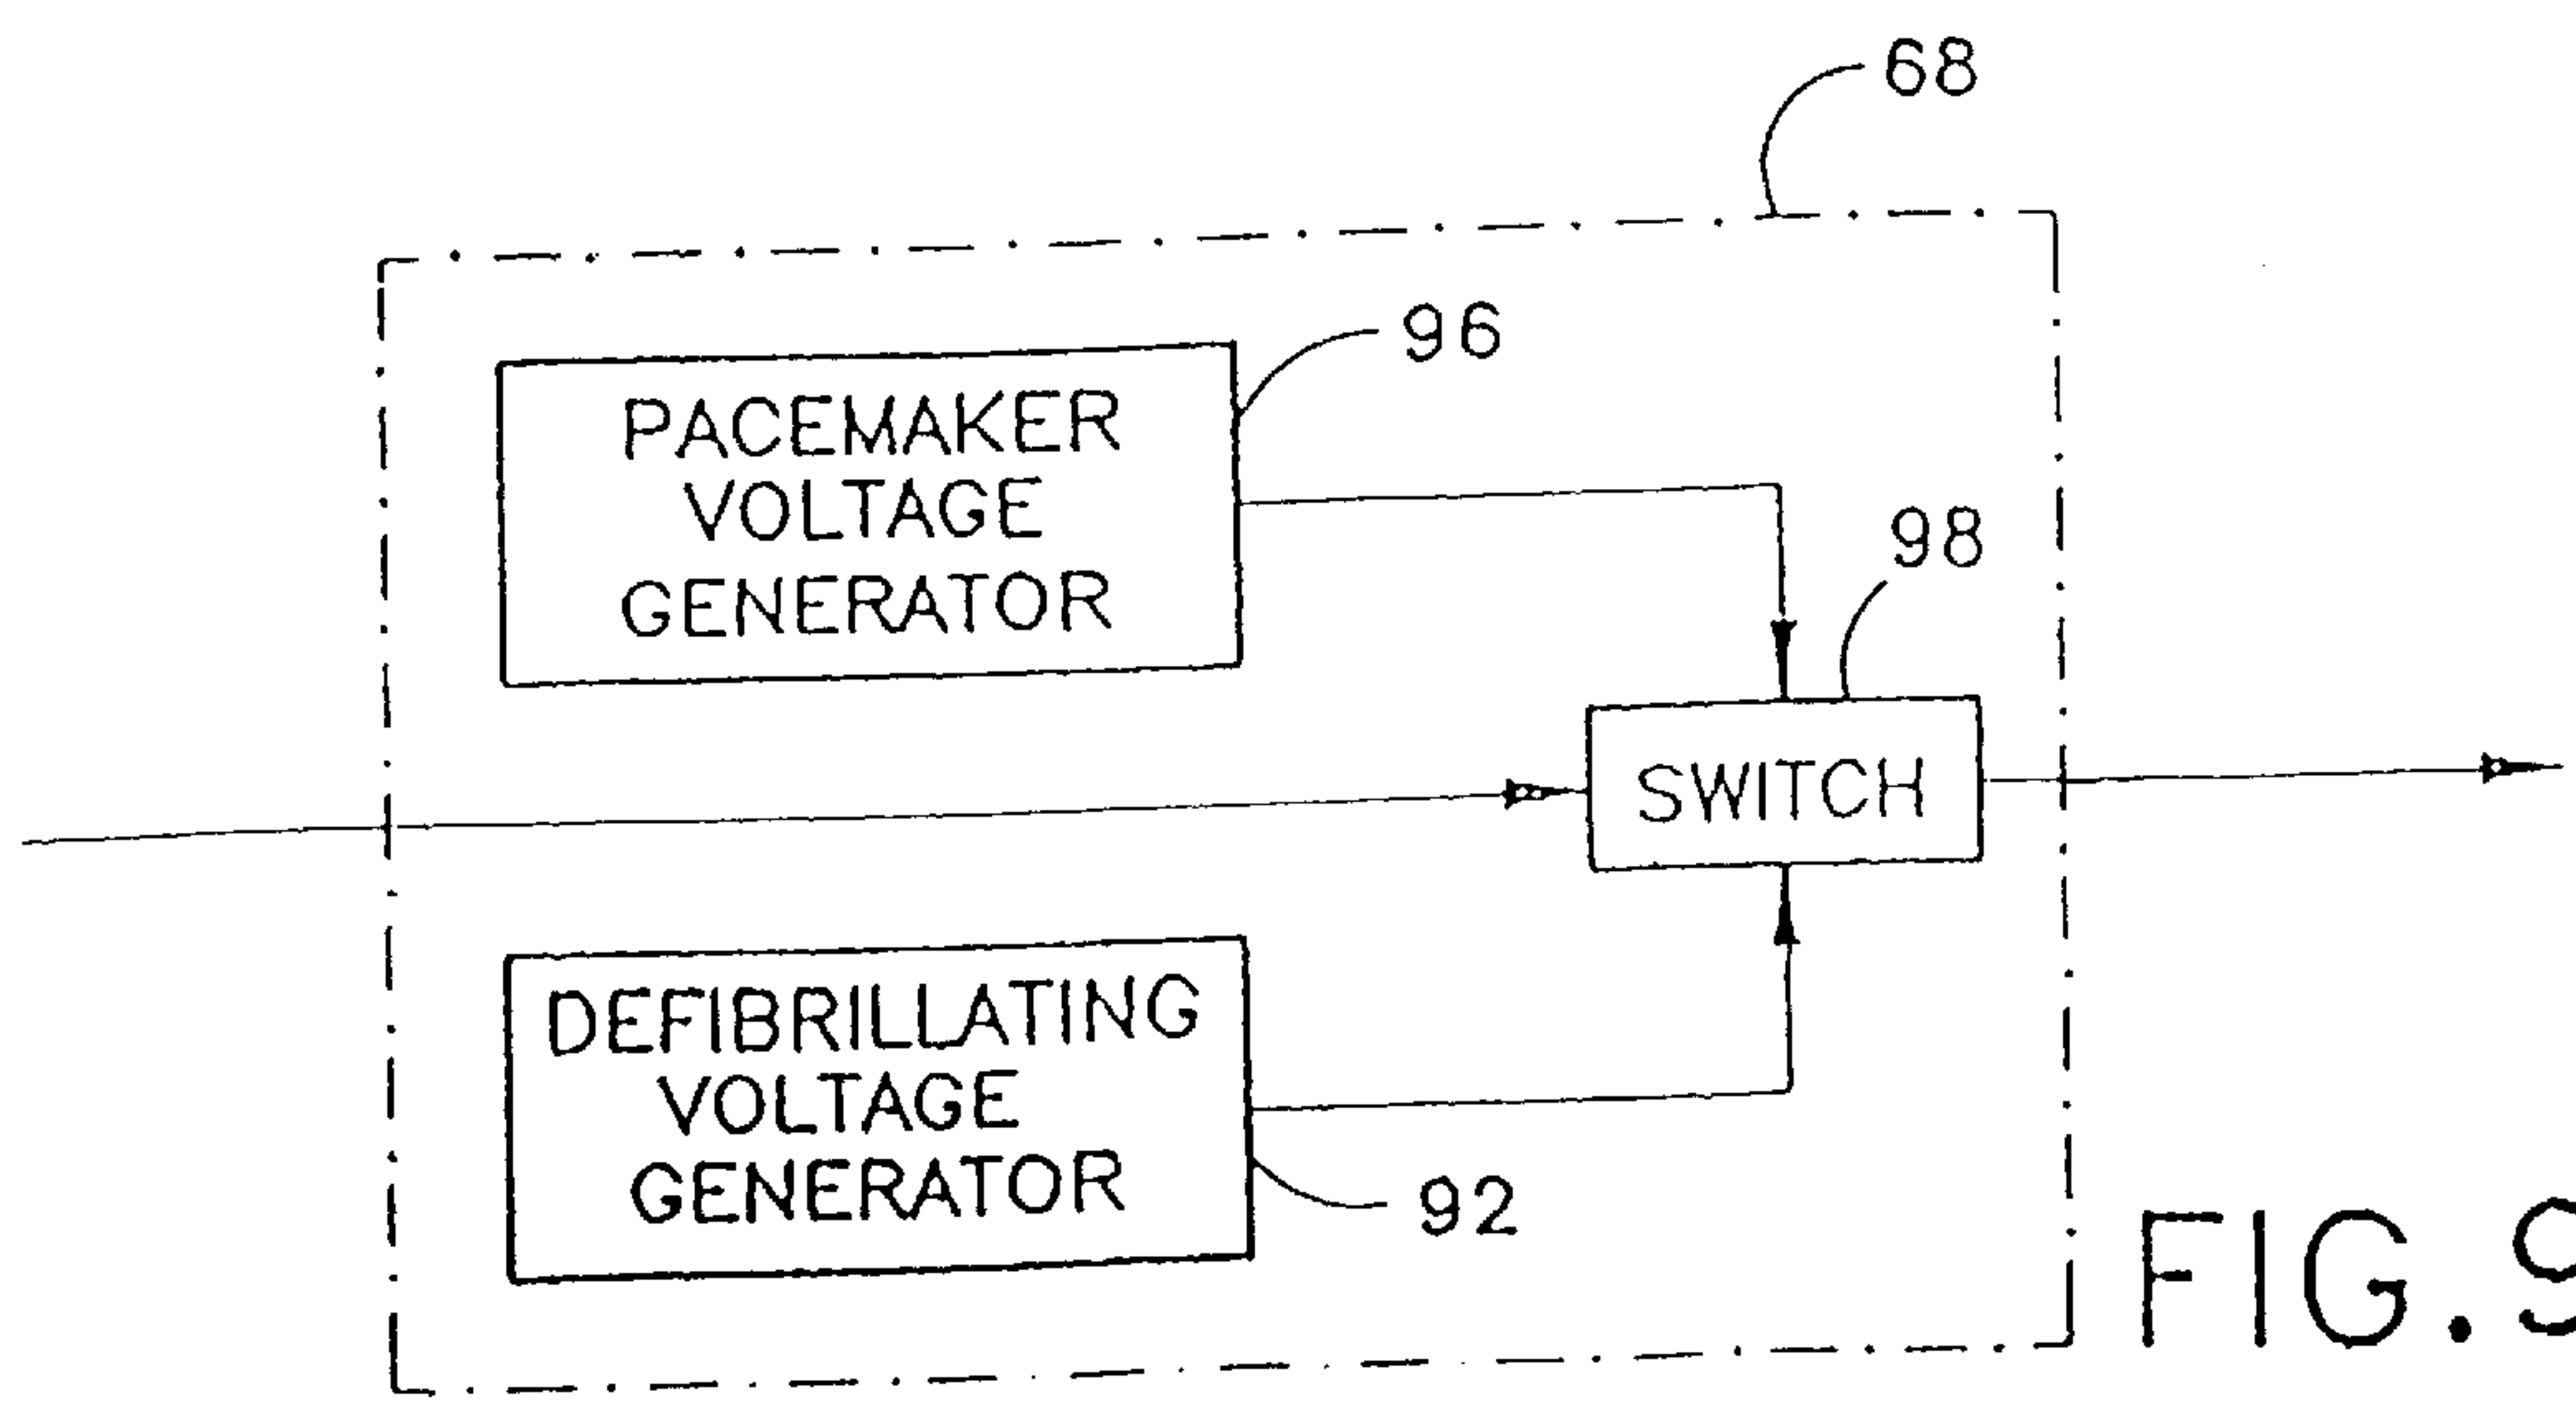 68
96
PACEMAKER
VOLTAGE
GENERATOR
98
SWITCH
DEFIBRILLATING
VOLTAGE
GENERATOR
92
FIG.9